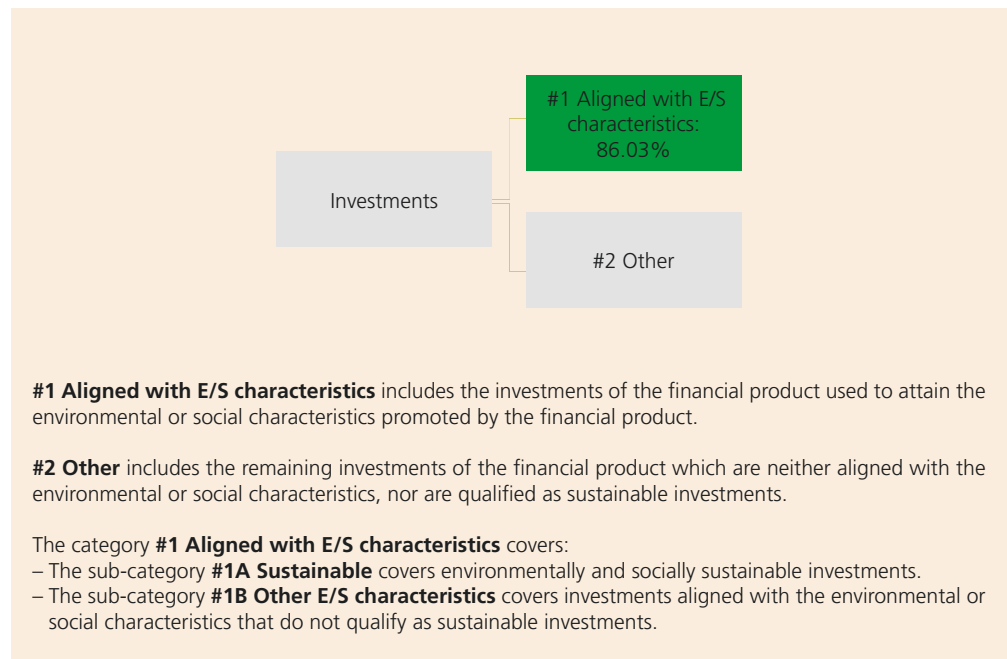 #1 Aligned with E/S
characteristics:
86.03%
Investments
#2 Other
#1 Aligned with E/S characteristics includes the investments of the financial product used to attain the
environmental or social characteristics promoted by the financial product.
#2 Other includes the remaining investments of the financial product which are neither aligned with the
environmental or social characteristics, nor are qualified as sustainable investments.
The category #1 Aligned with E/S characteristics covers:
– The sub-category #1A Sustainable covers environmentally and socially sustainable investments.
– The sub-category #1B Other E/S characteristics covers investments aligned with the environmental or
social characteristics that do not qualify as sustainable investments.